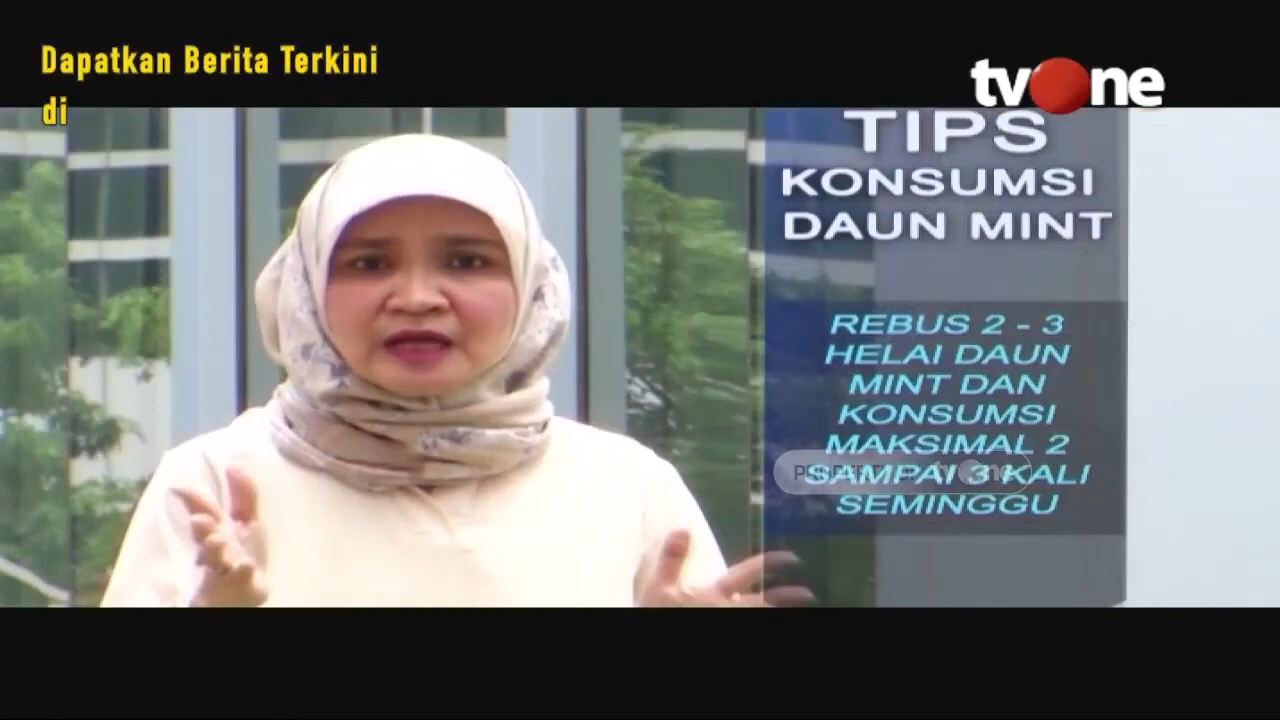 Dapatkan Berita Terkini
di
tvOne
TIPS
KONSUMSI
DAUN MINT
REBUS 2 - 3
HELAI DAUN
MINT DAN
KONSUMSI
MAKSIMAL 2
SAMPAI 3 KALI
SEMINGGU